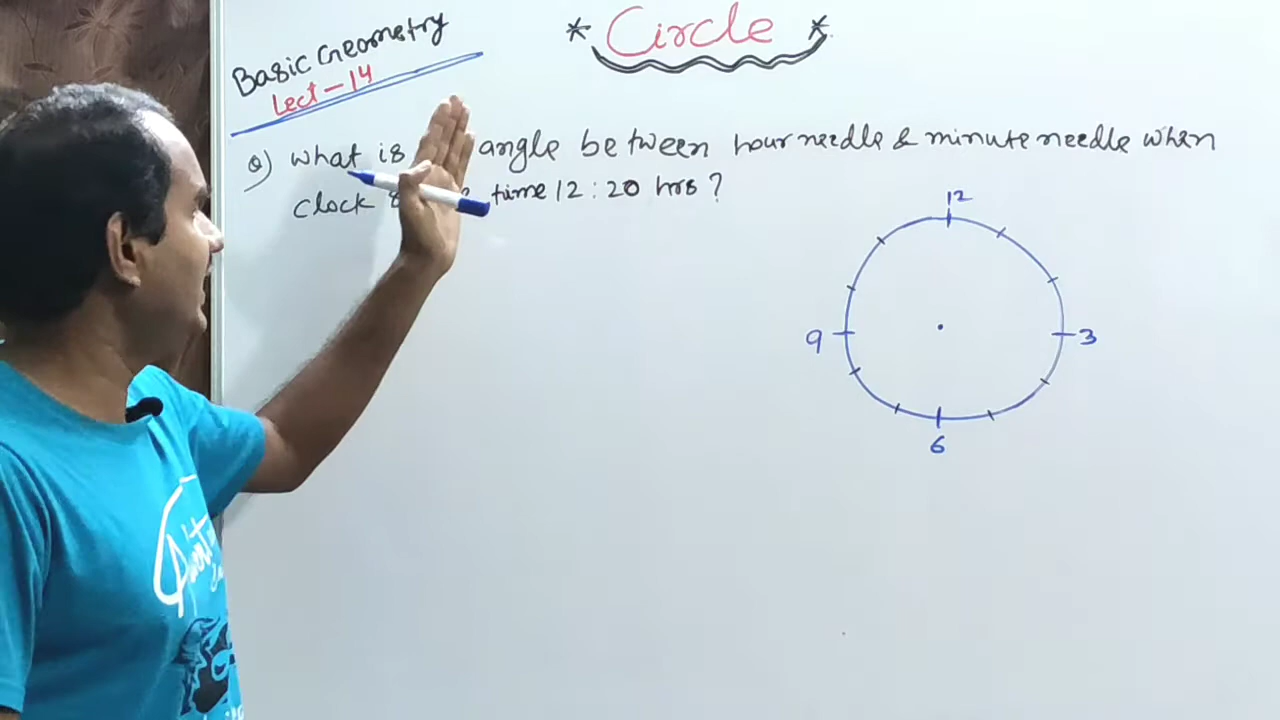 Basic Geometry
Lect-14
* Circle *
Q) What is angle between hour needle & minute needle when
clock time 12:20 hrs?
12
9
3
6